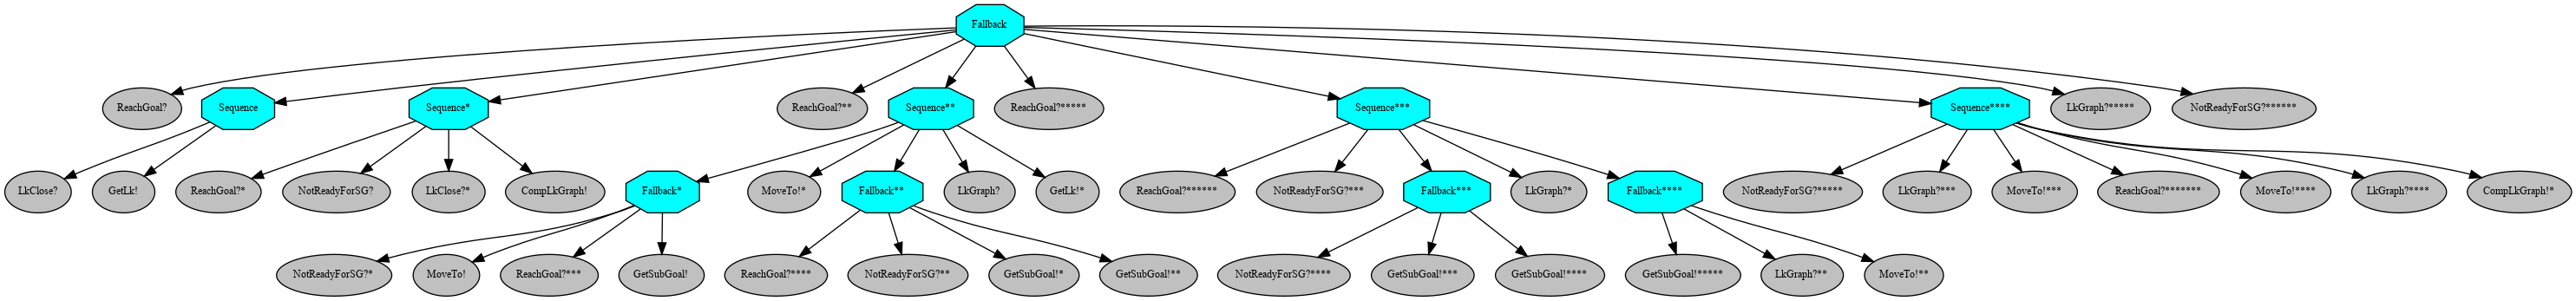 Fallback
ReachGoal?
Sequence
Sequence*
ReachGoal?**
Sequence**
ReachGoal?*****
Sequence***
Sequence****
LkGraph?*****
NotReadyForSG?******
LkClose?
GetLk!
ReachGoal?*
NotReadyForSG?
LkClose?*
CompLkGraph!
Fallback*
MoveTo!*
Fallback**
LkGraph?
GetLk!*
ReachGoal?******
NotReadyForSG?***
Fallback***
LkGraph?*
Fallback****
NotReadyForSG?*****
LkGraph?***
MoveTo!***
ReachGoal?*******
MoveTo!****
LkGraph?****
CompLkGraph!*
NotReadyForSG?*
MoveTo!
ReachGoal?***
GetSubGoal!
ReachGoal?****
NotReadyForSG?**
GetSubGoal!*
GetSubGoal!**
NotReadyForSG?****
GetSubGoal!***
GetSubGoal!****
GetSubGoal!*****
LkGraph?**
MoveTo!**